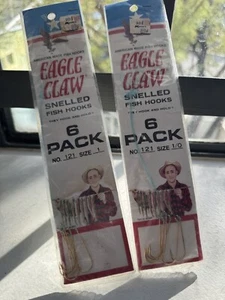 EAGLE
CLAW
SNELLED
FISH HOOKS
6
PACK
NO. 121 SIZE 1
EAGLE
CLAW
SNELLED
FISH HOOKS
6
PACK
NO. 121 SIZE 1/0